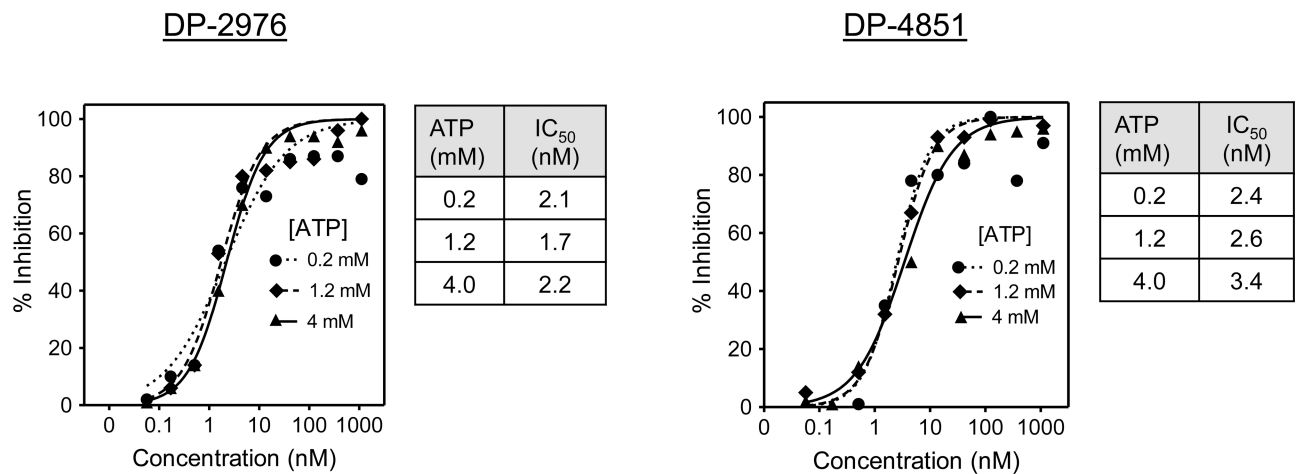 DP-2976
100
80
60
40
20
0
% Inhibition
0 0.1 1 10 100 1000
Concentration (nM)
[ATP]
0.2 mM
1.2 mM
4 mM
ATP (mM) IC50 (nM)
0.2 2.1
1.2 1.7
4.0 2.2
DP-4851
100
80
60
40
20
0
% Inhibition
0 0.1 1 10 100 1000
Concentration (nM)
[ATP]
0.2 mM
1.2 mM
4 mM
ATP (mM) IC50 (nM)
0.2 2.4
1.2 2.6
4.0 3.4